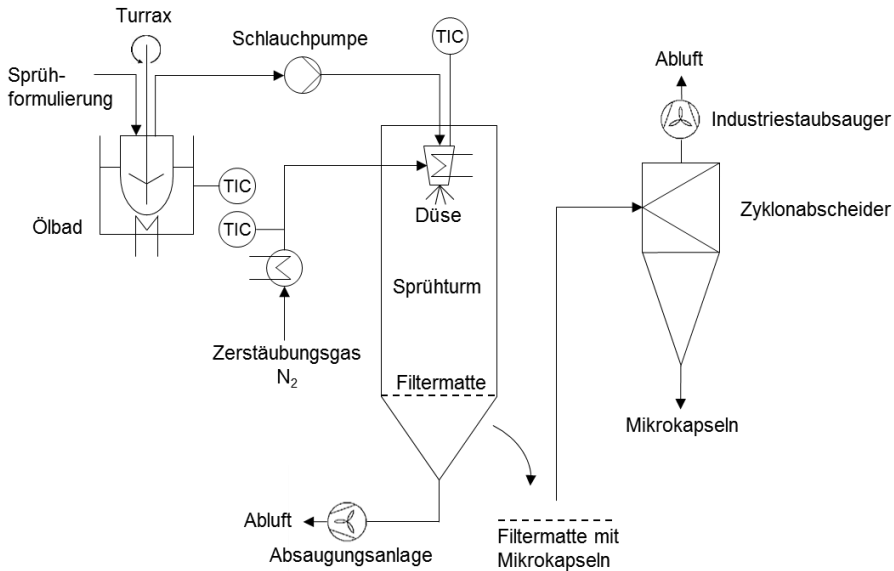 Turrax
Schlauchpumpe
TIC
Sprüh-
formulierung
Abluft
Industriestaubsauger
TIC
TIC
Ölbad
Düse
Zyklonabscheider
Sprühturm
Zerstäubungsgas
N₂
Filtermatte
Mikrokapseln
Abluft
Absaugungsanlage
Filtermatte mit
Mikrokapseln